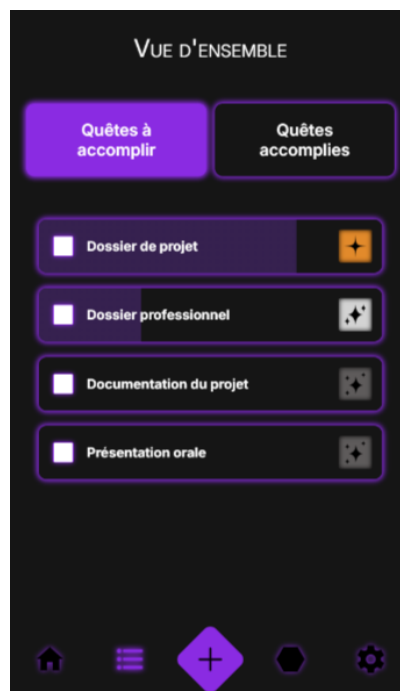 VUE D'ENSEMBLE
Quêtes à
accomplir
Quêtes
accomplies
Dossier de projet
Dossier professionnel
Documentation du projet
Présentation orale